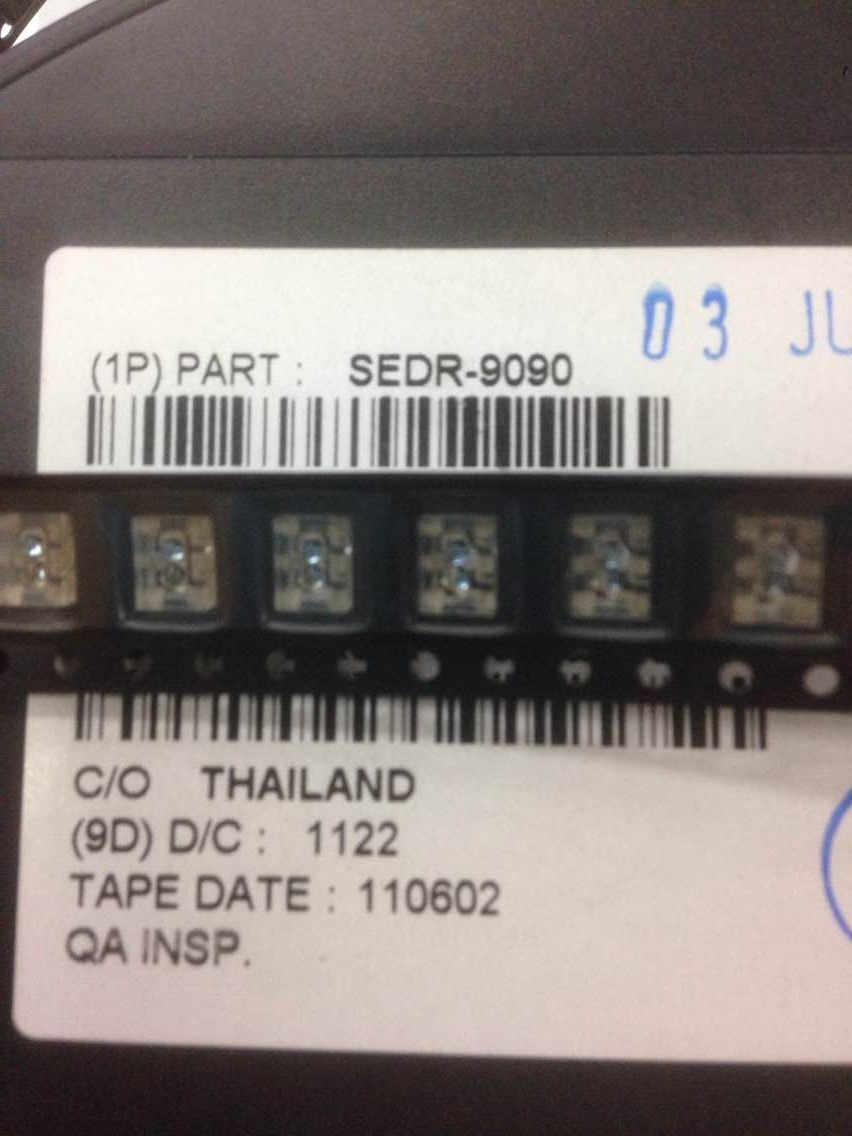 03 JU
(1P) PART : SEDR-9090
C/O THAILAND
(9D) D/C : 1122
TAPE DATE : 110602
QA INSP.